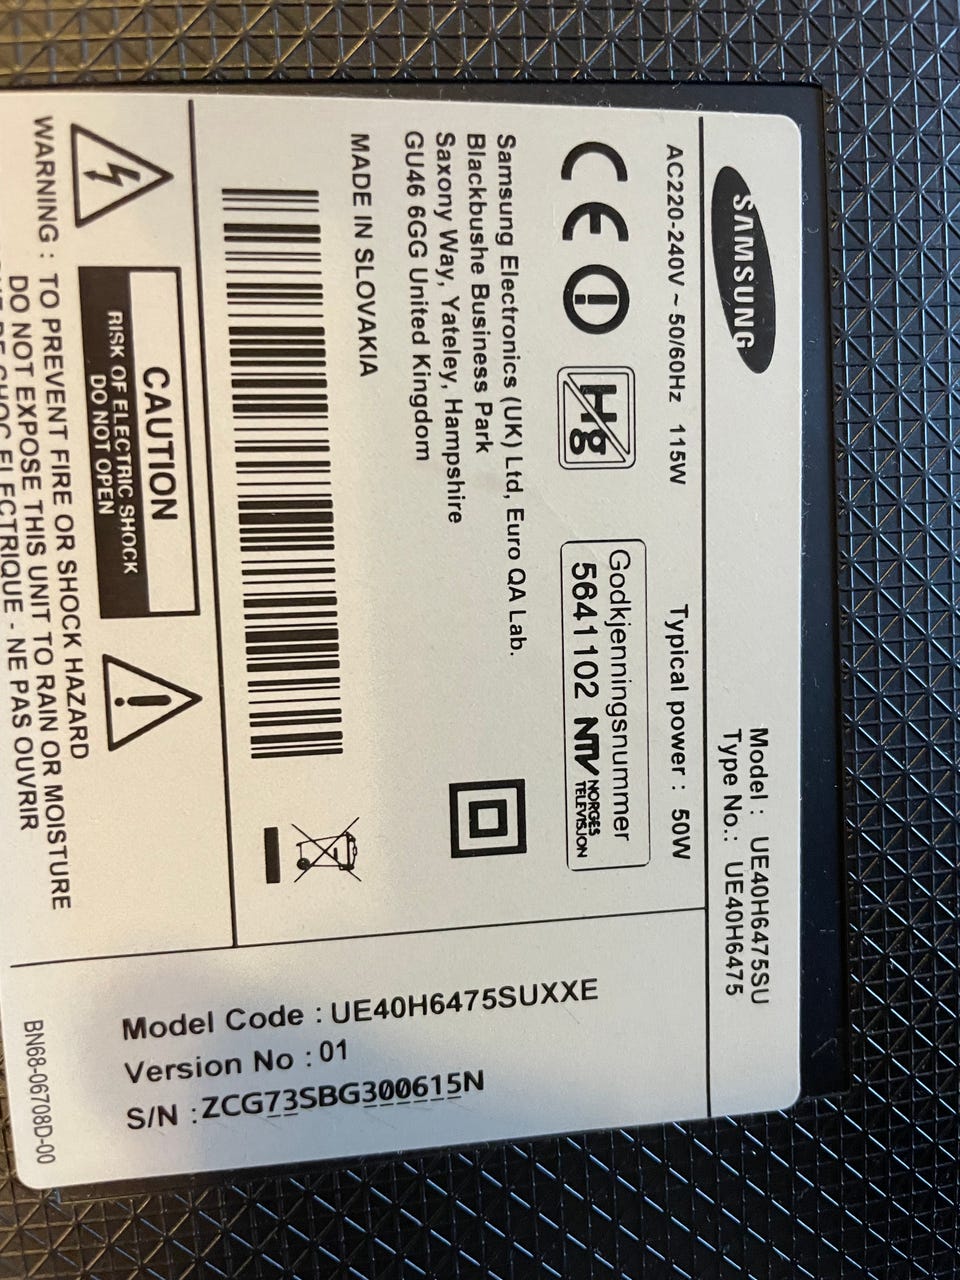 SAMSUNG
Model : UE40H6475SU
Type No.: UE40H6475
AC220-240V ~ 50/60Hz 115W
Typical power : 50W
CE
Hg
Godkjenningsnummer
5641102 NTV NORGES TELEVISJON
Samsung Electronics (UK) Ltd, Euro QA Lab.
Blackbushe Business Park
Saxony Way, Yateley, Hampshire
GU46 6GG United Kingdom
MADE IN SLOVAKIA
CAUTION
RISK OF ELECTRIC SHOCK
DO NOT OPEN
WARNING : TO PREVENT FIRE OR SHOCK HAZARD
DO NOT EXPOSE THIS UNIT TO RAIN OR MOISTURE
CHOC ELECTRIQUE - NE PAS OUVRIR
Model Code : UE40H6475SUXXE
Version No : 01
S/N : ZCG73SBG300615N
BN68-06708D-00